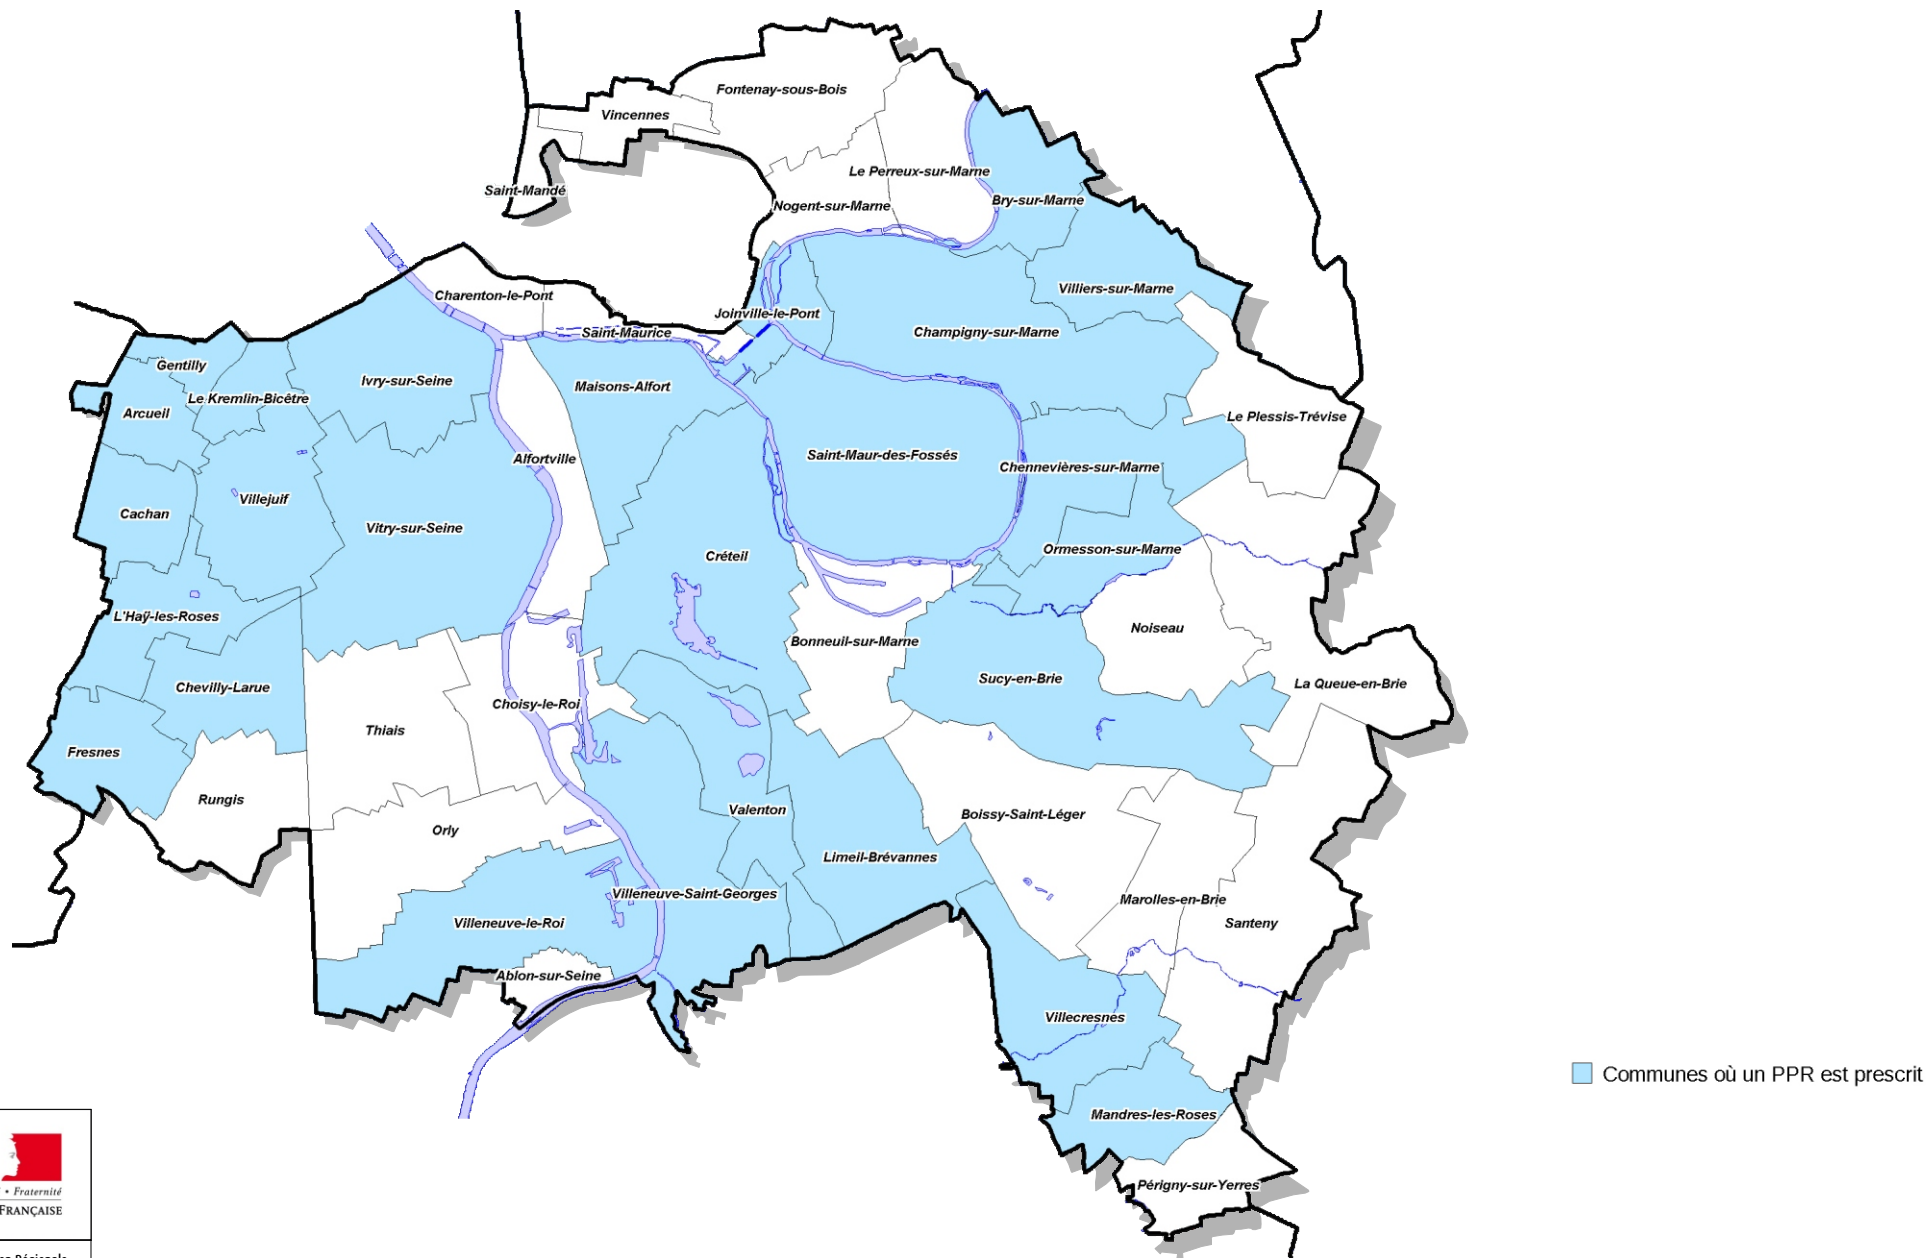 Fontenay-sous-Bois
Vincennes
Le Perreux-sur-Marne
Saint-Mandé
Bry-sur-Marne
Nogent-sur-Marne
Villiers-sur-Marne
Charenton-le-Pont
Joinville-le-Pont
Saint-Maurice
Champigny-sur-Marne
Gentilly
Ivry-sur-Seine
Maisons-Alfort
Le Kremlin-Bicêtre
Arcueil
Le Plessis-Trévise
Saint-Maur-des-Fossés
Alfortville
Chennevières-sur-Marne
Villejuif
Cachan
Vitry-sur-Seine
Ormesson-sur-Marne
Créteil
L'Haÿ-les-Roses
Noiseau
Bonneuil-sur-Marne
Sucy-en-Brie
La Queue-en-Brie
Chevilly-Larue
Choisy-le-Roi
Thiais
Fresnes
Rungis
Valenton
Boissy-Saint-Léger
Orly
Limeil-Brévannes
Villeneuve-Saint-Georges
Marolles-en-Brie
Villeneuve-le-Roi
Santeny
Ablon-sur-Seine
Villecresnes
Communes où un PPR est prescrit
Mandres-les-Roses
Périgny-sur-Yerres
• Fraternité
FRANÇAISE
Régionale